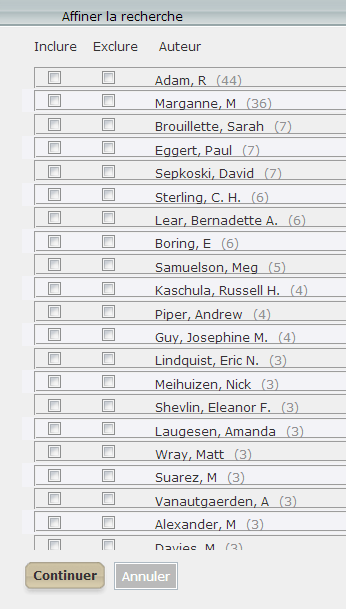 Affiner la recherche
Inclure Exclure Auteur
Adam, R (44)
Marganne, M (36)
Brouillette, Sarah (7)
Eggert, Paul (7)
Sepkoski, David (7)
Sterling, C. H. (6)
Lear, Bernadette A. (6)
Boring, E (6)
Samuelson, Meg (5)
Kaschula, Russell H. (4)
Piper, Andrew (4)
Guy, Josephine M. (4)
Lindquist, Eric N. (3)
Meihuizen, Nick (3)
Shevlin, Eleanor F. (3)
Laugesen, Amanda (3)
Wray, Matt (3)
Suarez, M (3)
Vanautgaerden, A (3)
Alexander, M (3)
Davies, M (3)
Continuer Annuler